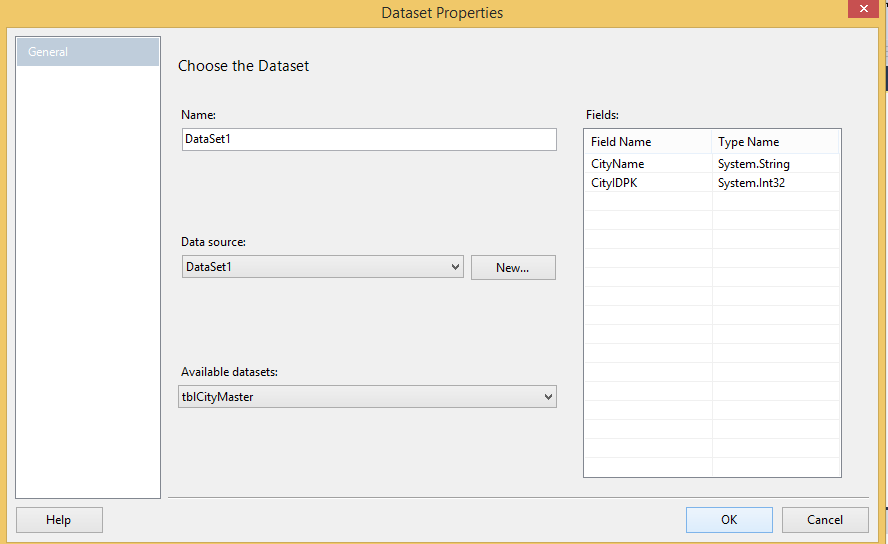 Dataset Properties
General
Choose the Dataset
Name:
DataSet1
Data source:
DataSet1
New...
Available datasets:
tblCityMaster
Fields:
Field Name Type Name
CityName System.String
CityIDPK System.Int32
Help
OK
Cancel